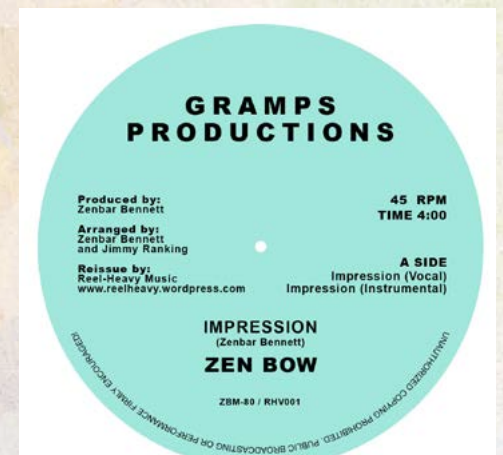 GRAMPS
PRODUCTIONS
Produced by:
Zenbar Bennett
Arranged by:
Zenbar Bennett
and Jimmy Ranking
Reissue by:
Reel-Heavy Music
www.reelheavy.wordpress.com
45 RPM
TIME 4:00
A SIDE
Impression (Vocal)
Impression (Instrumental)
IMPRESSION
(Zenbar Bennett)
ZEN BOW
ZBM-80 / RHV001
UNAUTHORIZED COPYING PROHIBITED. PUBLIC BROADCASTING OR PERFORMANCE FIRMLY ENCOURAGED!